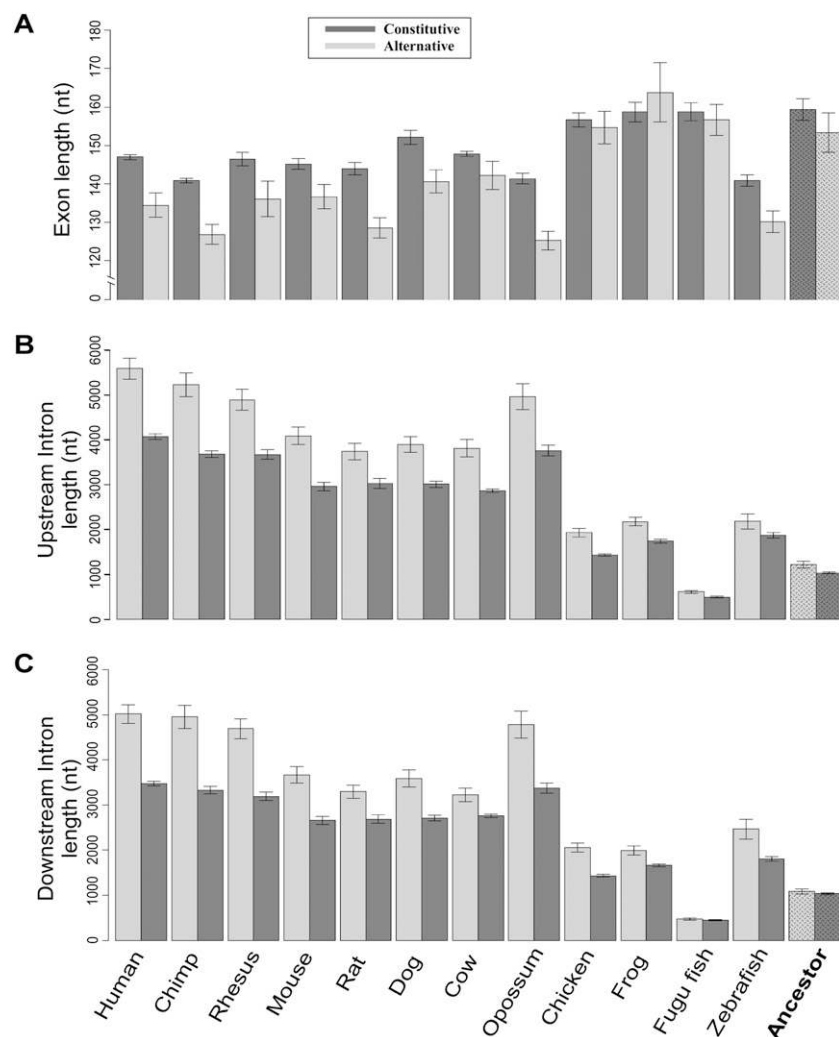 A
Constitutive
Alternative
Exon length (nt)
180
170
160
150
140
130
120
0
B
Upstream Intron
length (nt)
6000
5000
4000
3000
2000
1000
0
C
Downstream Intron
length (nt)
6000
5000
4000
3000
2000
1000
0
Human
Chimp
Rhesus
Mouse
Rat
Dog
Cow
Opossum
Chicken
Frog
Fugu fish
Zebrafish
Ancestor